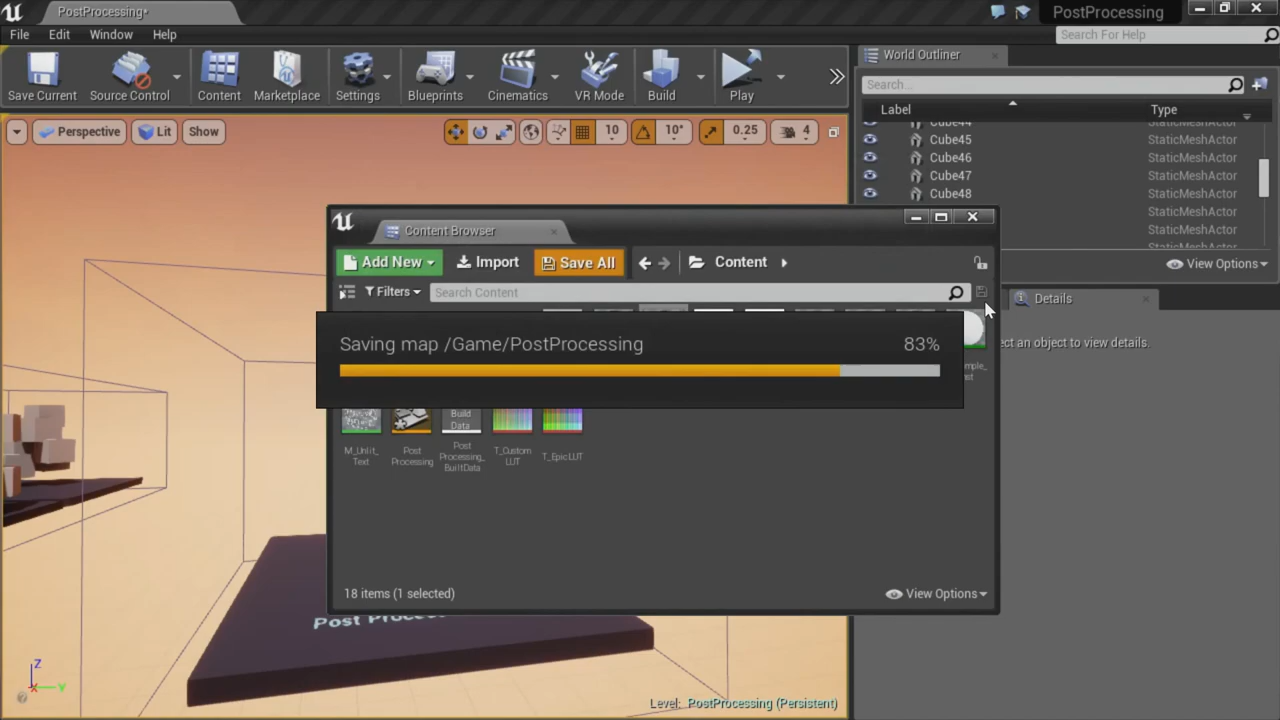 PostProcessing*
PostProcessing
File Edit Window Help
Search For Help
Save Current
Source Control
Content
Marketplace
Settings
Blueprints
Cinematics
VR Mode
Build
Play
World Outliner
Search...
Label Type
Cube44 StaticMeshActor
Cube45 StaticMeshActor
Cube46 StaticMeshActor
Cube47 StaticMeshActor
Cube48 StaticMeshActor
StaticMeshActor
StaticMeshActor
StaticMeshActor
View Options
Perspective Lit Show
10 10° 0.25 4
Content Browser
Add New Import Save All Content
Filters Search Content
Saving map /Game/PostProcessing 83%
Build
Data
M_Unlit_
Text
Post
Processing
Post
Processing_
BuiltData
T_Custom
LUT
T_EpicLUT
18 items (1 selected)
View Options
Details
ect an object to view details.
Post
Z
X
Y
Level: PostProcessing (Persistent)